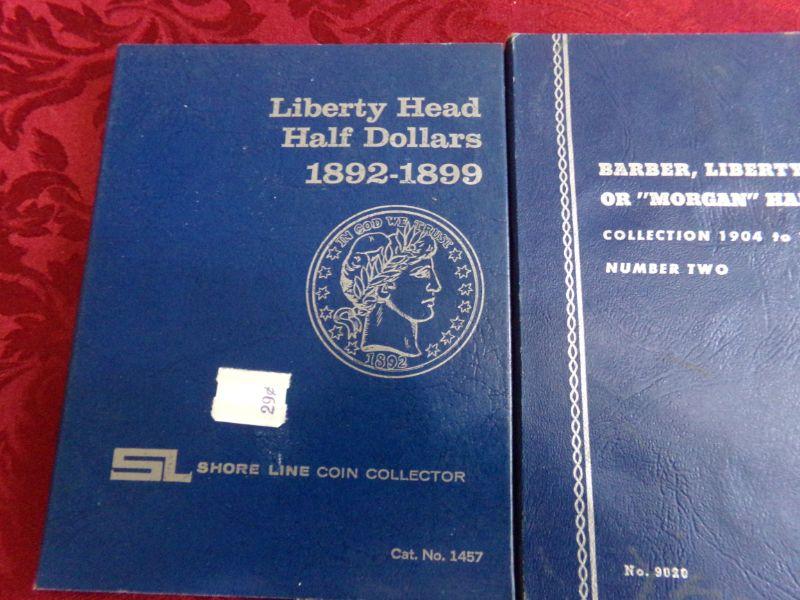 Liberty Head
Half Dollars
1892-1899
IN GOD WE TRUST
1892
29¢
SL SHORE LINE COIN COLLECTOR
Cat. No. 1457
BARBER, LIBERTY
OR "MORGAN"
COLLECTION 1904 to
NUMBER TWO
No. 9020